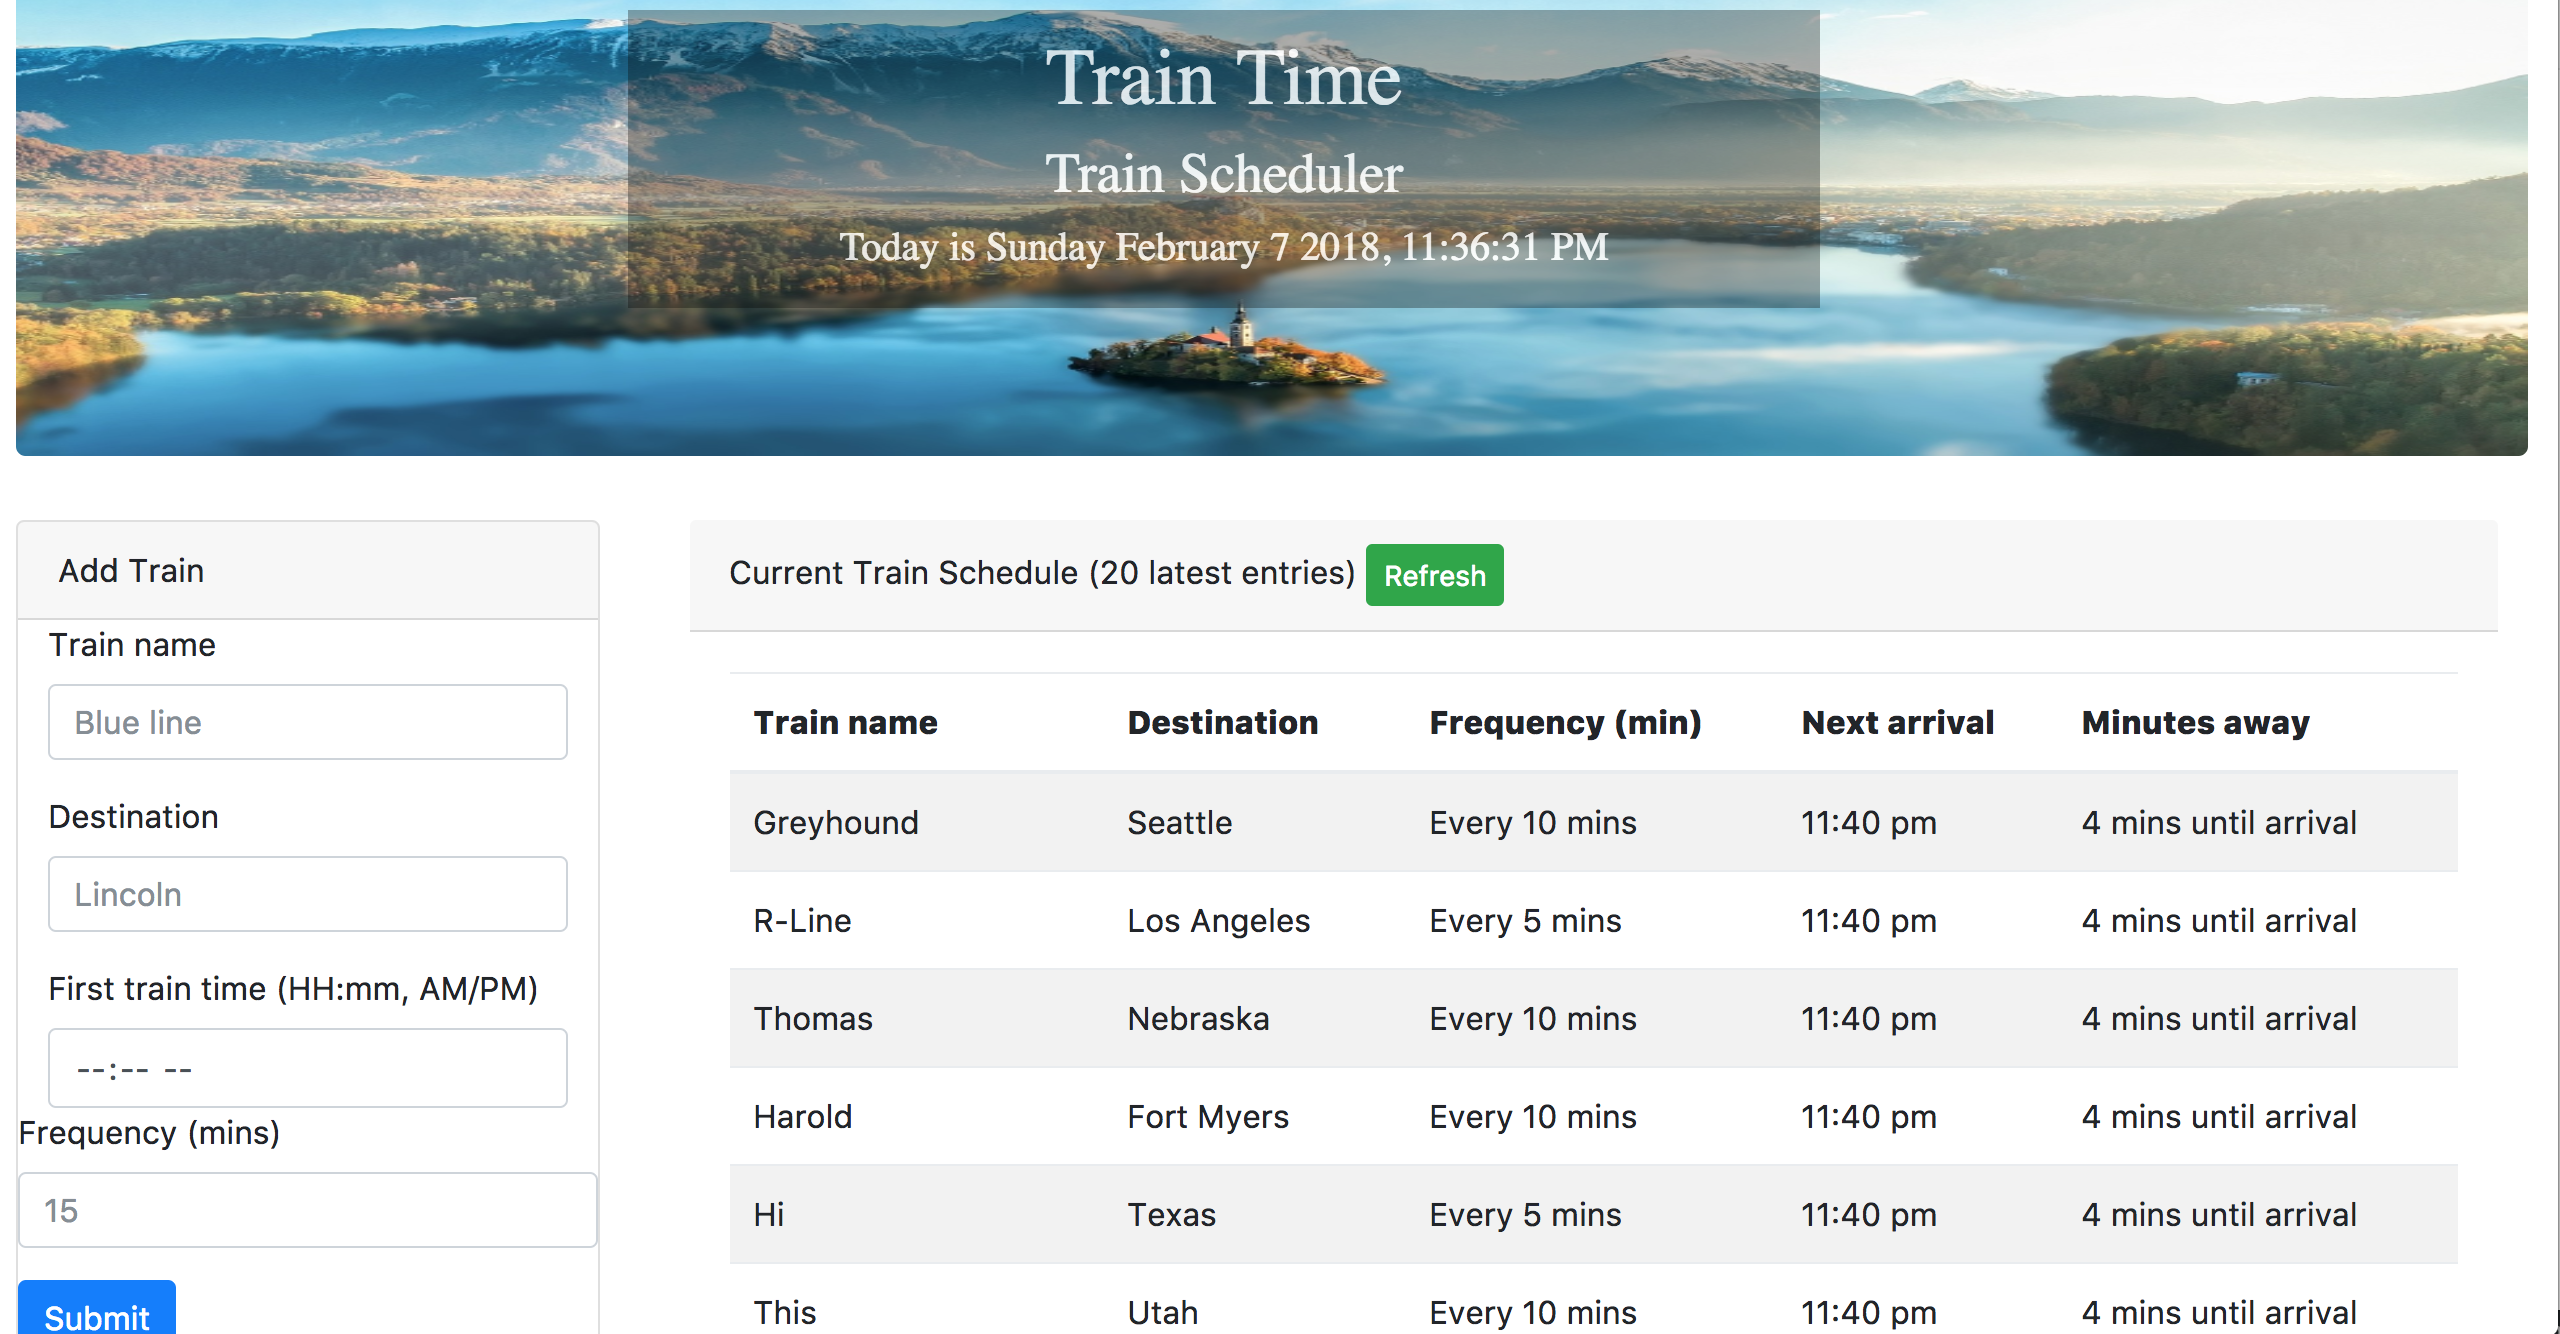 Train Time
Train Scheduler
Today is Sunday February 7 2018, 11:36:31 PM
Add Train
Train name
Blue line
Destination
Lincoln
First train time (HH:mm, AM/PM)
--:-- --
Frequency (mins)
15
Submit
Current Train Schedule (20 latest entries) Refresh
Train name Destination Frequency (min) Next arrival Minutes away
Greyhound Seattle Every 10 mins 11:40 pm 4 mins until arrival
R-Line Los Angeles Every 5 mins 11:40 pm 4 mins until arrival
Thomas Nebraska Every 10 mins 11:40 pm 4 mins until arrival
Harold Fort Myers Every 10 mins 11:40 pm 4 mins until arrival
Hi Texas Every 5 mins 11:40 pm 4 mins until arrival
This Utah Every 10 mins 11:40 pm 4 mins until arrival